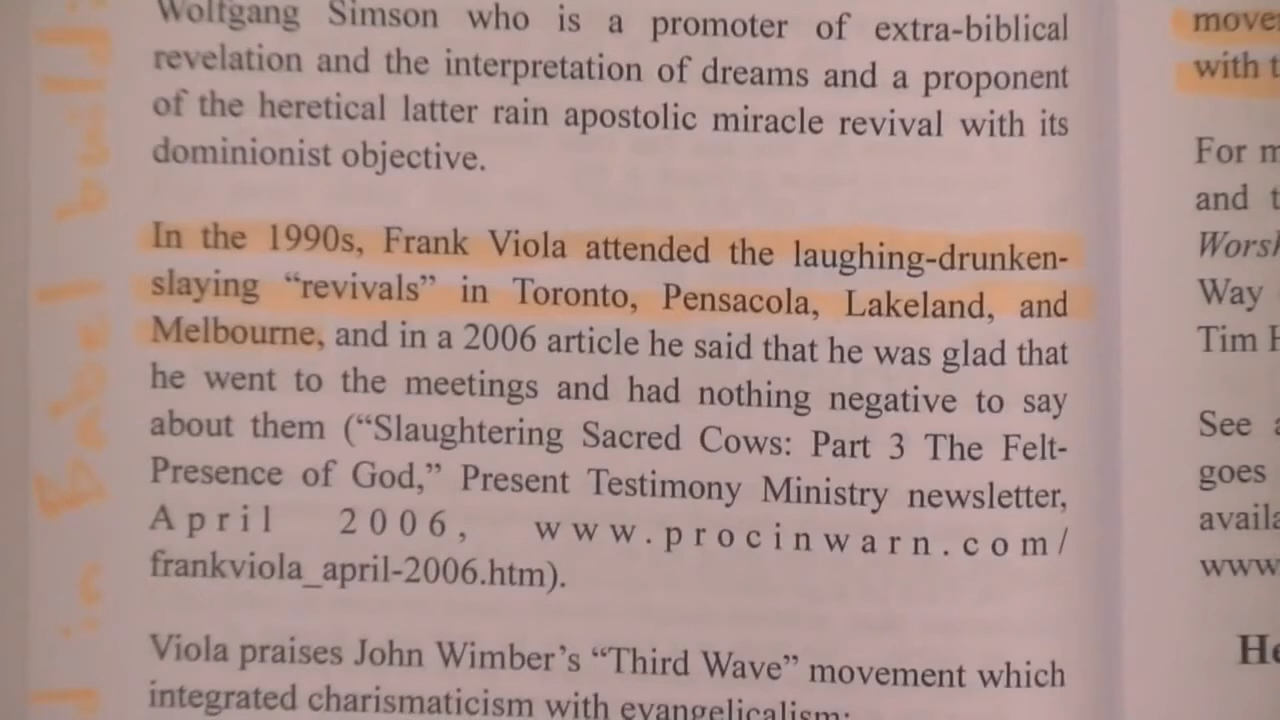 Wolfgang Simson who is a promoter of extra-biblical
revelation and the interpretation of dreams and a proponent
of the heretical latter rain apostolic miracle revival with its
dominionist objective.
In the 1990s, Frank Viola attended the laughing-drunken-
slaying “revivals” in Toronto, Pensacola, Lakeland, and
Melbourne, and in a 2006 article he said that he was glad that
he went to the meetings and had nothing negative to say
about them (“Slaughtering Sacred Cows: Part 3 The Felt-
Presence of God,” Present Testimony Ministry newsletter,
April 2006, www.procinwarn.com/
frankviola_april-2006.htm).
Viola praises John Wimber’s “Third Wave” movement which
integrated charismaticism with evangelicalism:
with t
For m
and t
Way
Tim
See
goes
www
Babel build